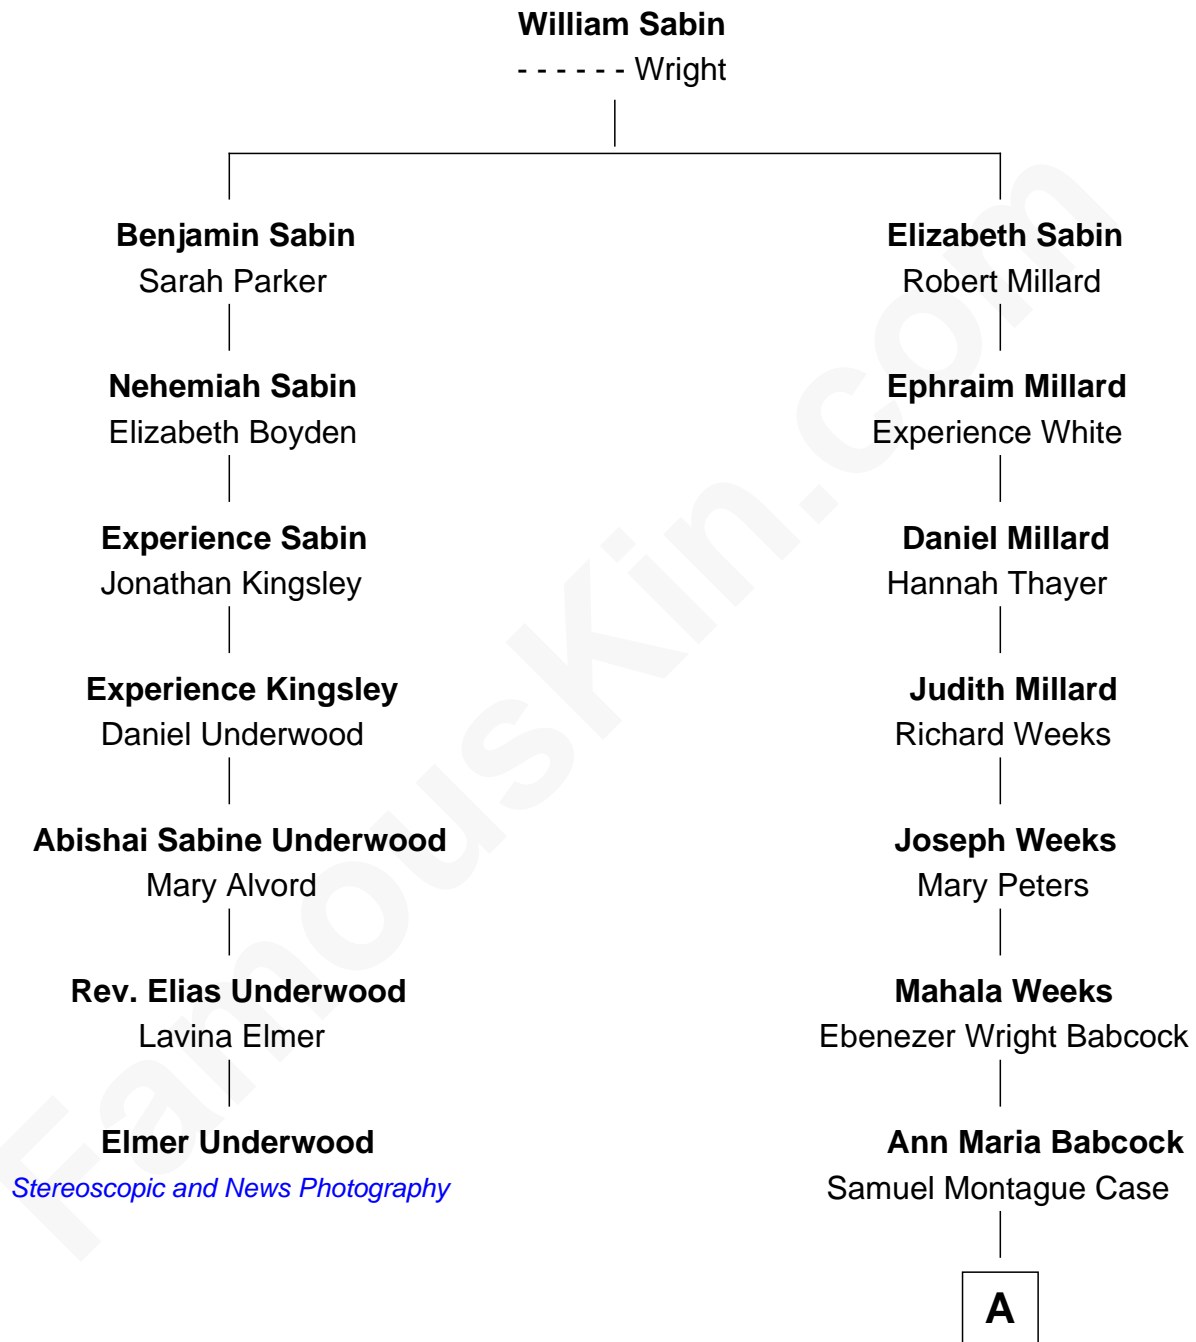 William Sabin
- - - - - - Wright
Benjamin Sabin
Sarah Parker
Nehemiah Sabin
Elizabeth Boyden
Experience Sabin
Jonathan Kingsley
Experience Kingsley
Daniel Underwood
Abishai Sabine Underwood
Mary Alvord
Rev. Elias Underwood
Lavina Elmer
Elmer Underwood
Stereoscopic and News Photography
Elizabeth Sabin
Robert Millard
Ephraim Millard
Experience White
Daniel Millard
Hannah Thayer
Judith Millard
Richard Weeks
Joseph Weeks
Mary Peters
Mahala Weeks
Ebenezer Wright Babcock
Ann Maria Babcock
Samuel Montague Case
A
FamousKin.com